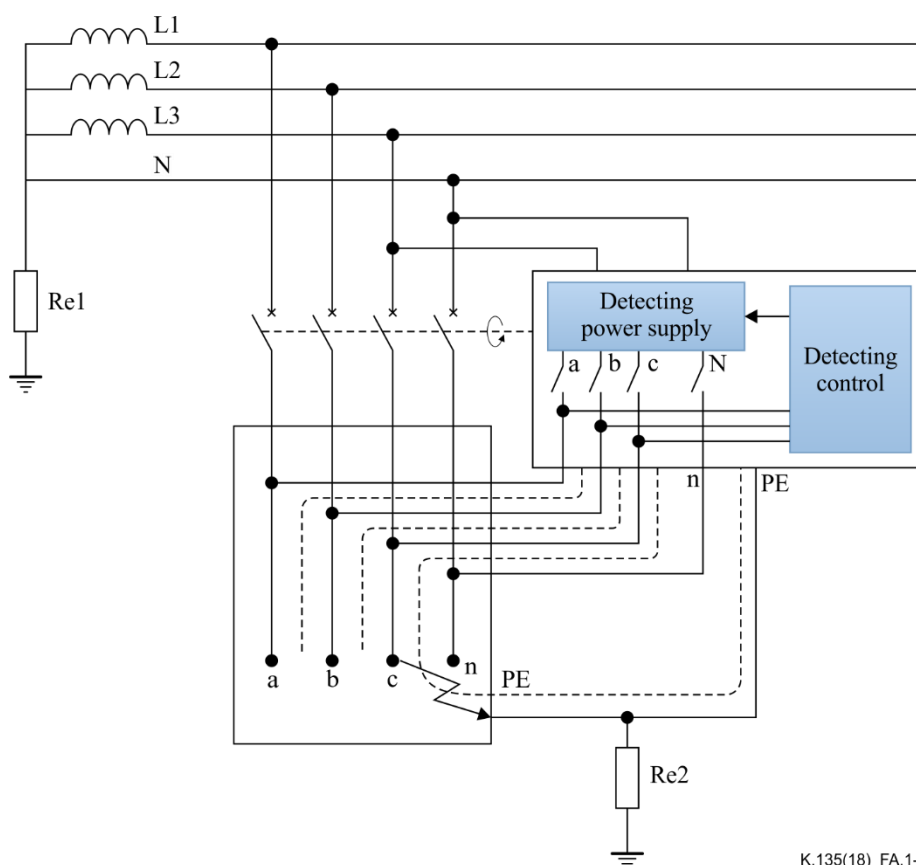 L1
L2
L3
N
Re1
Detecting
power supply
Detecting
control
a
b
c
N
n
PE
a
b
c
n
PE
Re2
K.135(18)_FA.1-